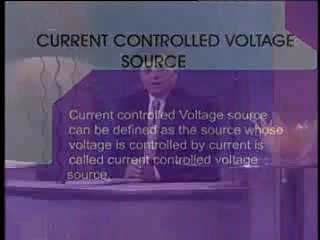 CURRENT CONTROLLED VOLTAGE
SOURCE
Current controlled Voltage source
can be defined as the source whose
voltage is controlled by current is
called current controlled voltage
source.